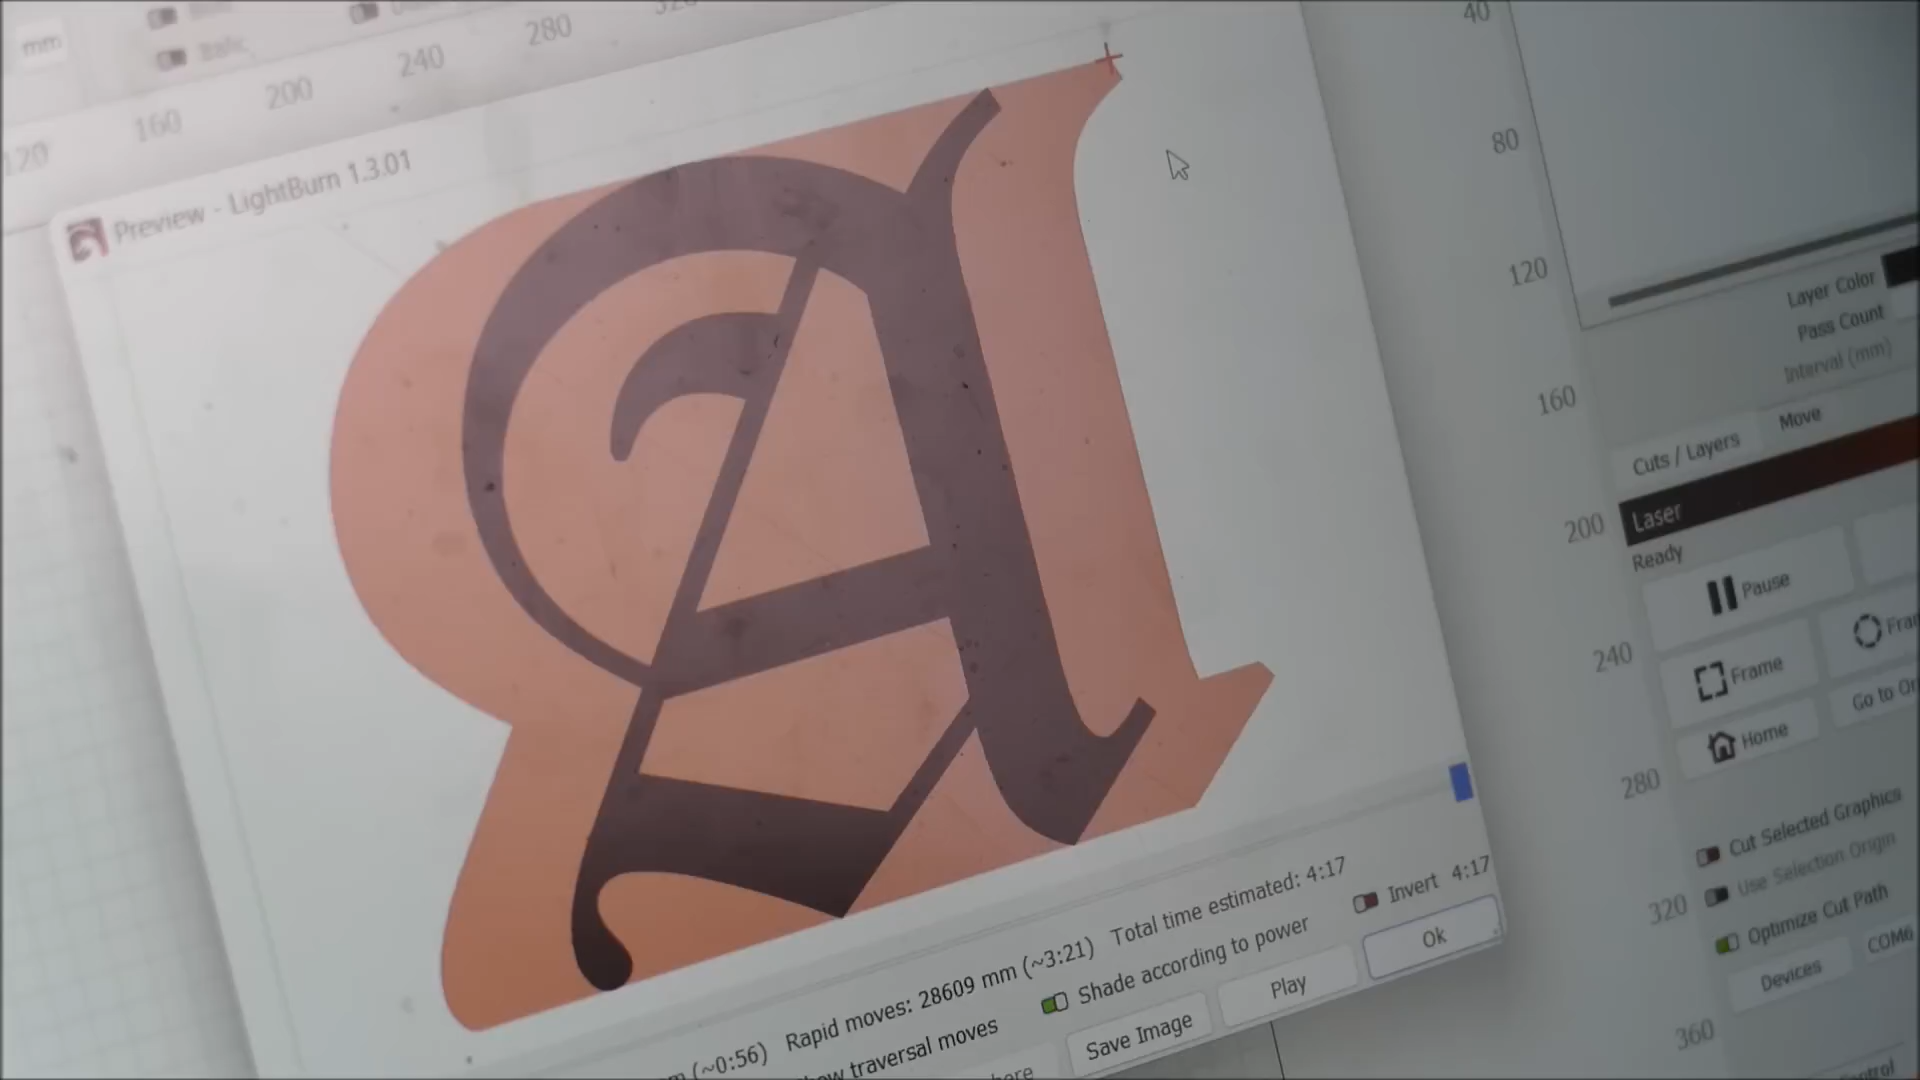 mm
Italic
120 160 200 240 280
Preview - LightBurn 1.3.01
A
40
80
120
160
200
240
280
320
360
Layer Color
Pass Count
Interval (mm)
Cuts / Layers Move
Laser
Ready
Pause
Frame
Home
Cut Selected Graphics
Use Selection Origin
Optimize Cut Path
Devices COM6
(~0:56) Rapid moves: 28609 mm (~3:21) Total time estimated: 4:17
traversal moves
Shade according to power
Invert 4:17
Save Image Play Ok